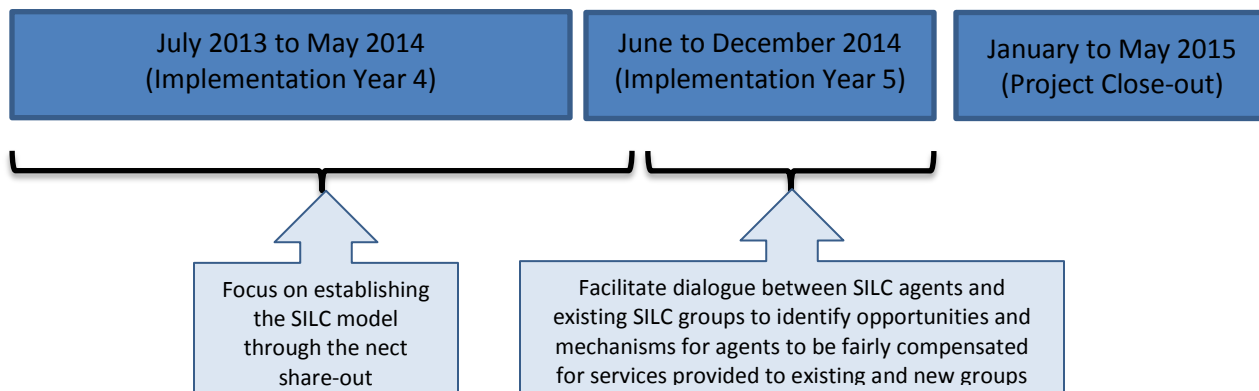 July 2013 to May 2014
(Implementation Year 4)
June to December 2014
(Implementation Year 5)
January to May 2015
(Project Close-out)
Focus on establishing
the SILC model
through the nect
share-out
Facilitate dialogue between SILC agents and
existing SILC groups to identify opportunities and
mechanisms for agents to be fairly compensated
for services provided to existing and new groups